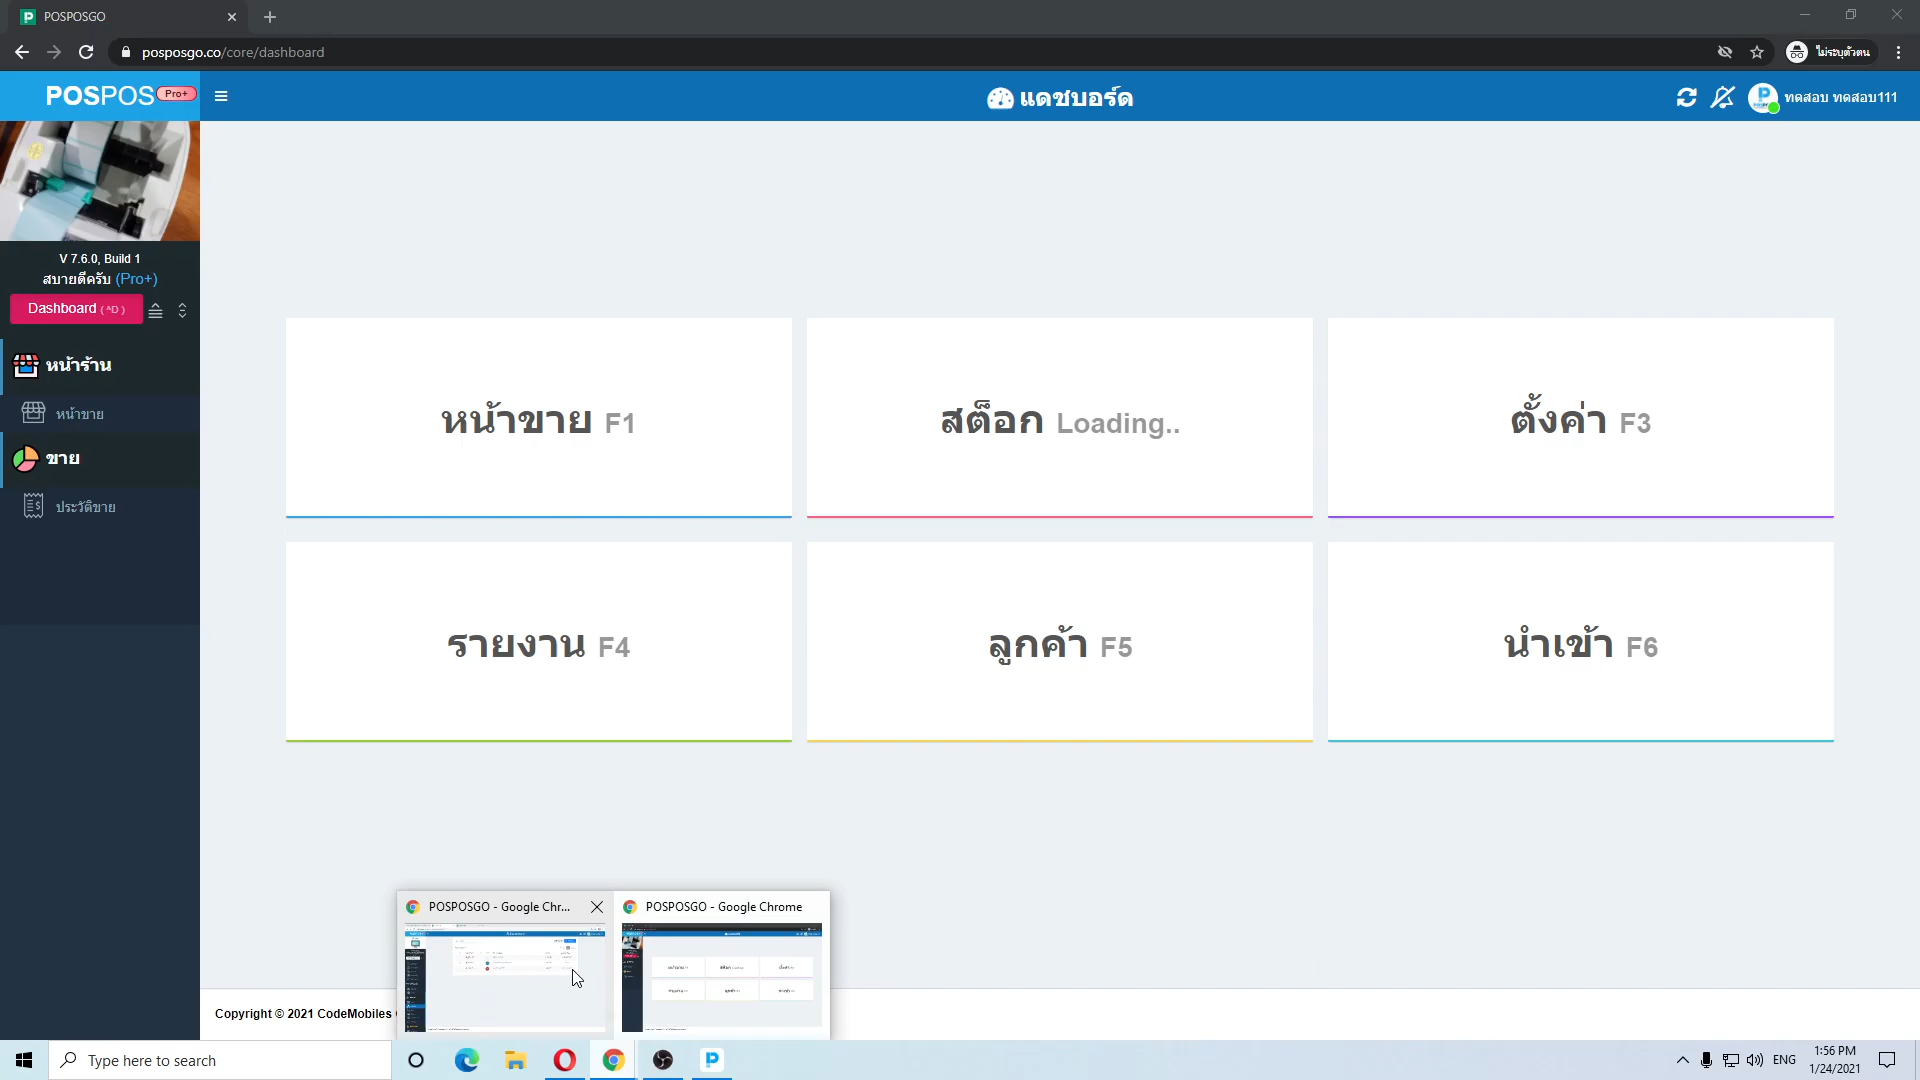 POSPOSGO
posposgo.co/core/dashboard
ไม่ระบุตัวตน
POSPOS Pro+
แดชบอร์ด
ทดสอบ ทดสอบ111
V 7.6.0, Build 1
สบายดีครับ (Pro+)
Dashboard (^D)
หน้าร้าน
หน้าขาย
ขาย
ประวัติขาย
หน้าขาย F1
สต็อก Loading..
ตั้งค่า F3
รายงาน F4
ลูกค้า F5
นำเข้า F6
POSPOSGO - Google Chr...
POSPOSGO - Google Chrome
Copyright © 2021 CodeMobiles
Type here to search
ENG
1:56 PM
1/24/2021